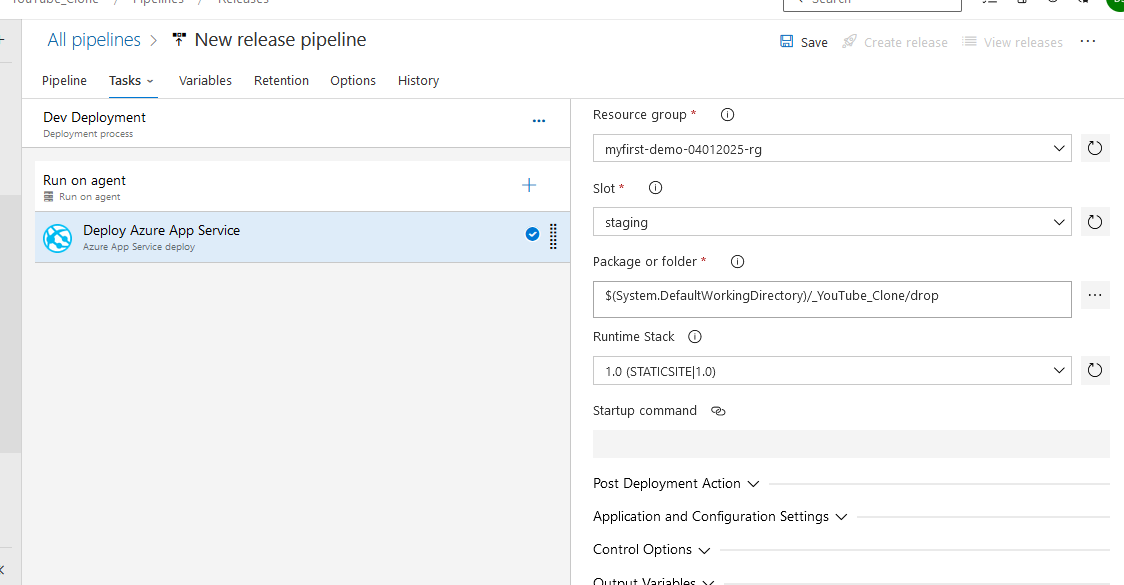 YouTube_Clone / Pipelines / Releases
Search
All pipelines > New release pipeline
Save Create release View releases ...
Pipeline Tasks Variables Retention Options History
Dev Deployment
Deployment process
...
Run on agent
Run on agent
Deploy Azure App Service
Azure App Service deploy
Resource group *
myfirst-demo-04012025-rg
Slot *
staging
Package or folder *
$(System.DefaultWorkingDirectory)/_YouTube_Clone/drop
...
Runtime Stack
1.0 (STATICSITE|1.0)
Startup command
Post Deployment Action
Application and Configuration Settings
Control Options
Output Variables